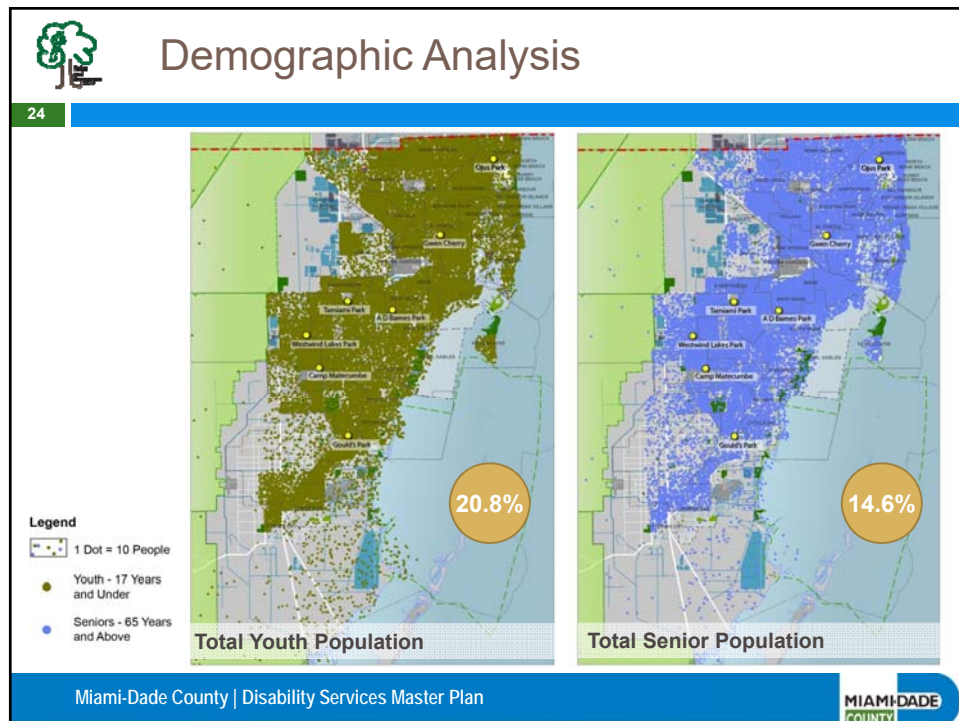 Demographic Analysis
24
Ojus Park
Gwen Cherry
Tamiami Park
A D Barnes Park
Westwind Lakes Park
Camp Matecumbe
Gould's Park
20.8%
Total Youth Population
Ojus Park
Gwen Cherry
Tamiami Park
A D Barnes Park
Westwind Lakes Park
Camp Matecumbe
Gould's Park
14.6%
Total Senior Population
Legend
1 Dot = 10 People
Youth - 17 Years
and Under
Seniors - 65 Years
and Above
Miami-Dade County | Disability Services Master Plan
MIAMI-DADE
COUNTY